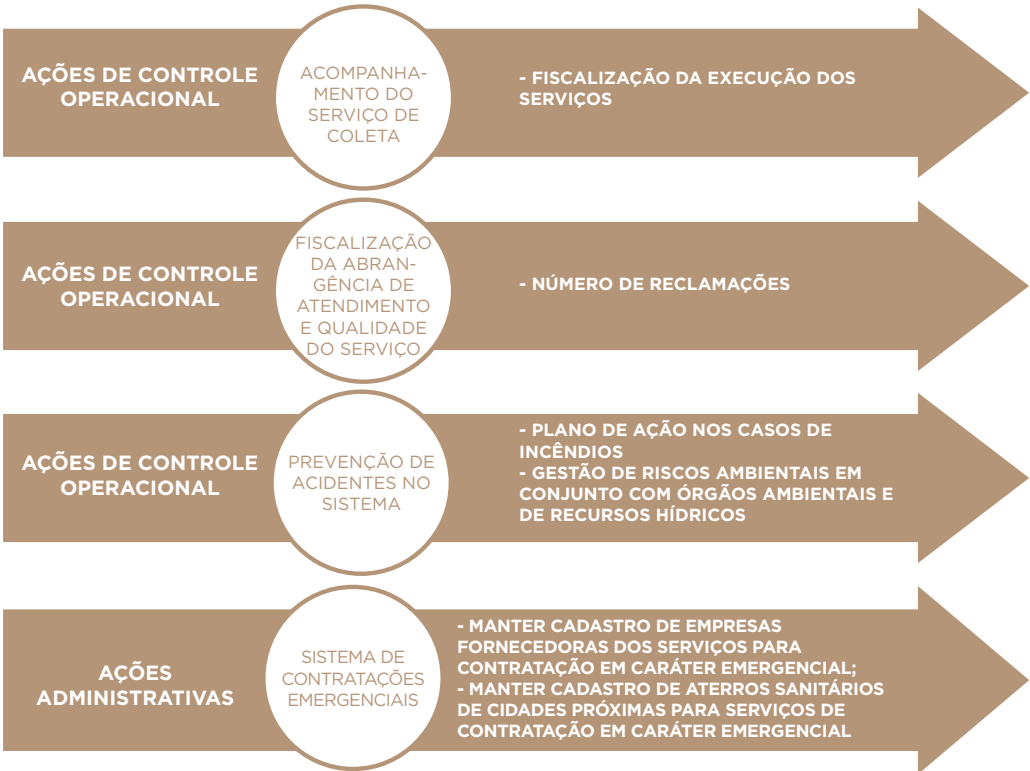 AÇÕES DE CONTROLE
OPERACIONAL
ACOMPANHA-
MENTO DO
SERVIÇO DE
COLETA
- FISCALIZAÇÃO DA EXECUÇÃO DOS
SERVIÇOS
AÇÕES DE CONTROLE
OPERACIONAL
FISCALIZAÇÃO
DA ABRAN-
GÊNCIA DE
ATENDIMENTO
E QUALIDADE
DO SERVIÇO
- NÚMERO DE RECLAMAÇÕES
AÇÕES DE CONTROLE
OPERACIONAL
PREVENÇÃO DE
ACIDENTES NO
SISTEMA
- PLANO DE AÇÃO NOS CASOS DE
INCÊNDIOS
- GESTÃO DE RISCOS AMBIENTAIS EM
CONJUNTO COM ÓRGÃOS AMBIENTAIS E
DE RECURSOS HÍDRICOS
AÇÕES
ADMINISTRATIVAS
SISTEMA DE
CONTRATAÇÕES
EMERGENCIAIS
- MANTER CADASTRO DE EMPRESAS
FORNECEDORAS DOS SERVIÇOS PARA
CONTRATAÇÃO EM CARÁTER EMERGENCIAL;
- MANTER CADASTRO DE ATERROS SANITÁRIOS
DE CIDADES PRÓXIMAS PARA SERVIÇOS DE
CONTRATAÇÃO EM CARÁTER EMERGENCIAL